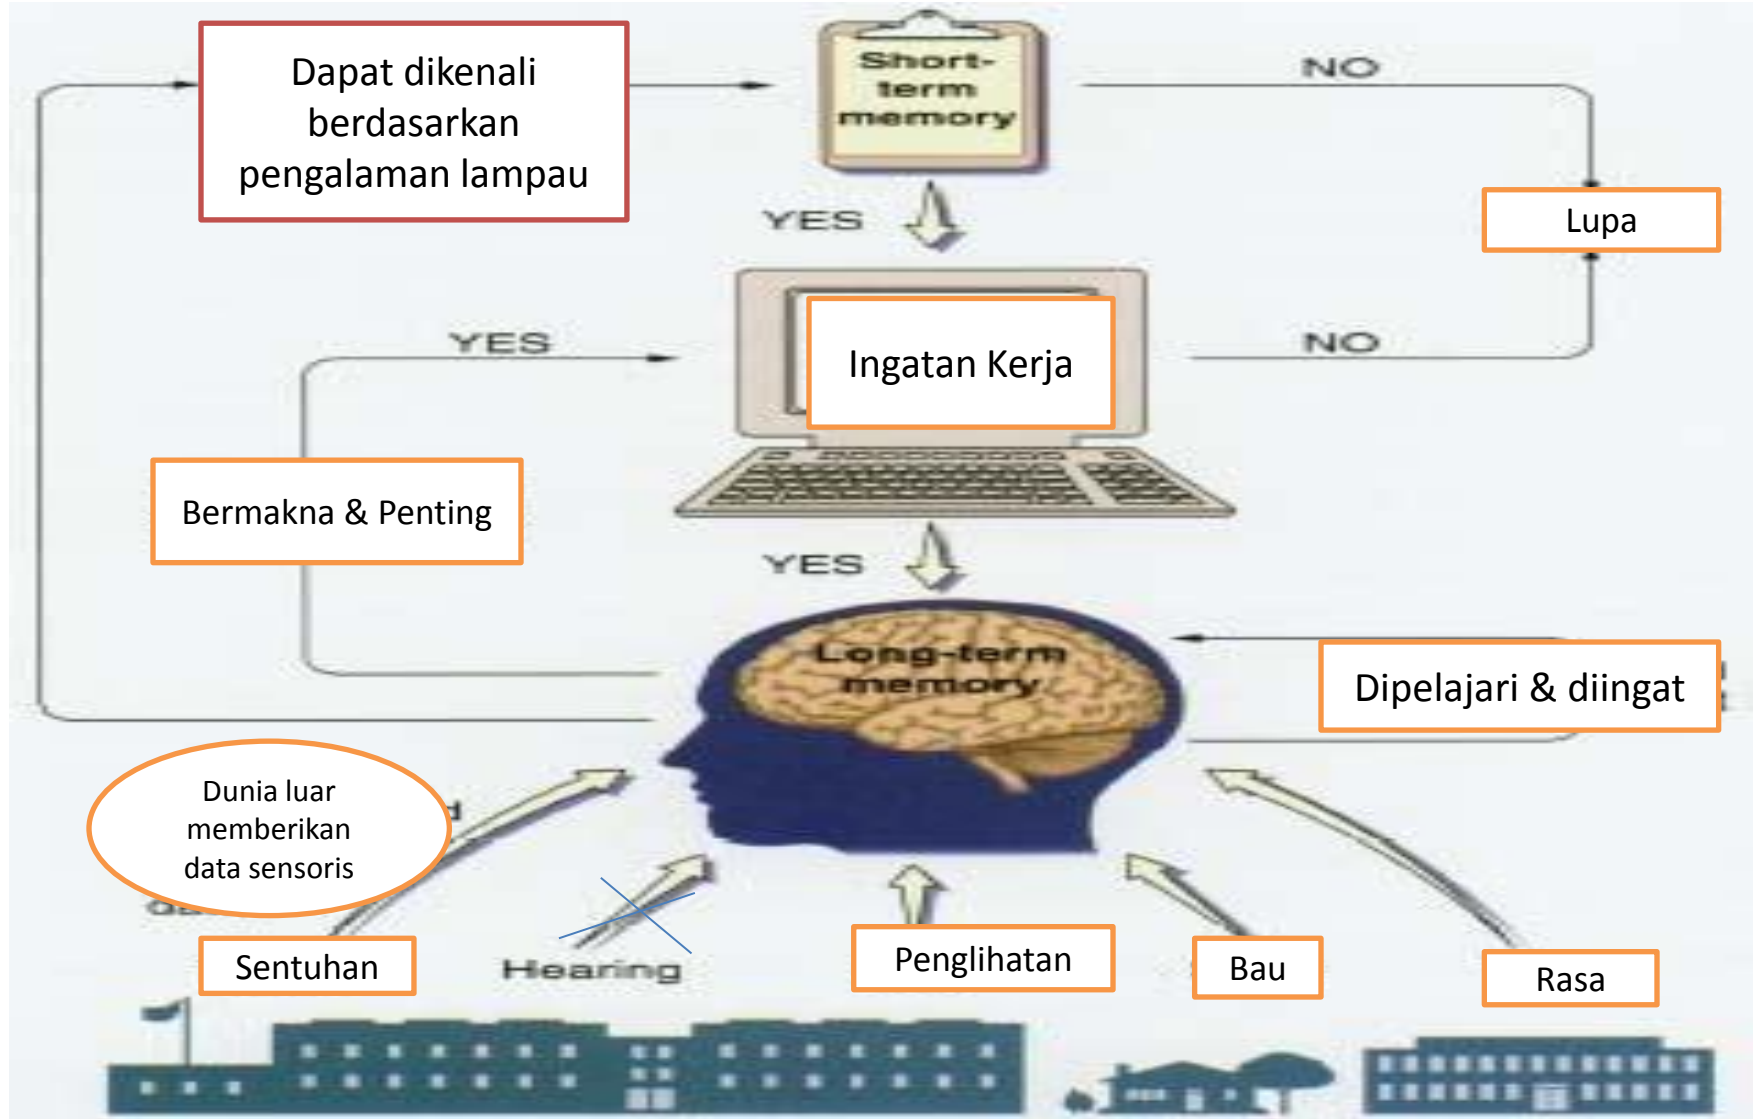 Dapat dikenali
berdasarkan
pengalaman lampau
Short-
term
memory
NO
Lupa
YES
YES
Ingatan Kerja
NO
Bermakna & Penting
YES
Long-term
memory
Dipelajari & diingat
Dunia luar
memberikan
data sensoris
Sentuhan
Hearing
Penglihatan
Bau
Rasa